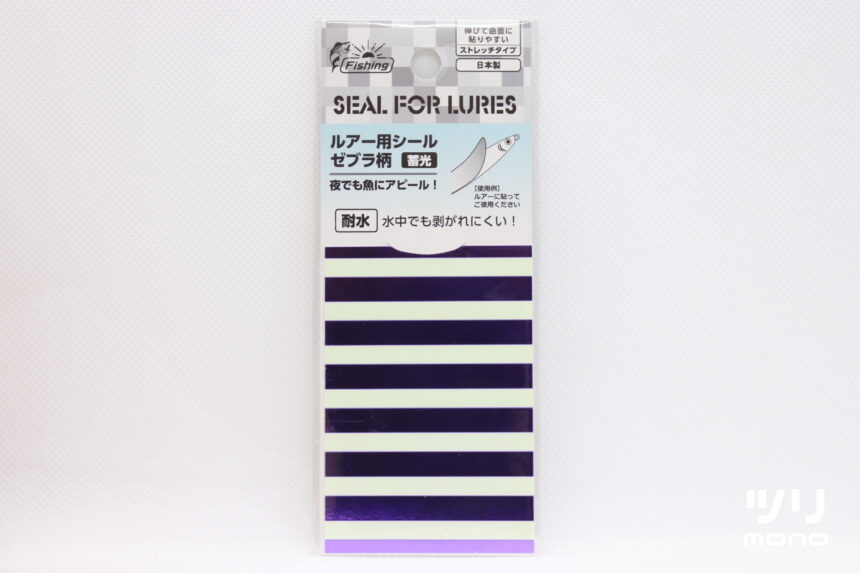 Fishing
伸びて曲面に
貼りやすい
ストレッチタイプ
日本製
SEAL FOR LURES
ルアー用シール
ゼブラ柄 蓄光
夜でも魚にアピール！
【使用例】
ルアーに貼って
ご使用ください
耐水 水中でも剥がれにくい！
ツリ
mono